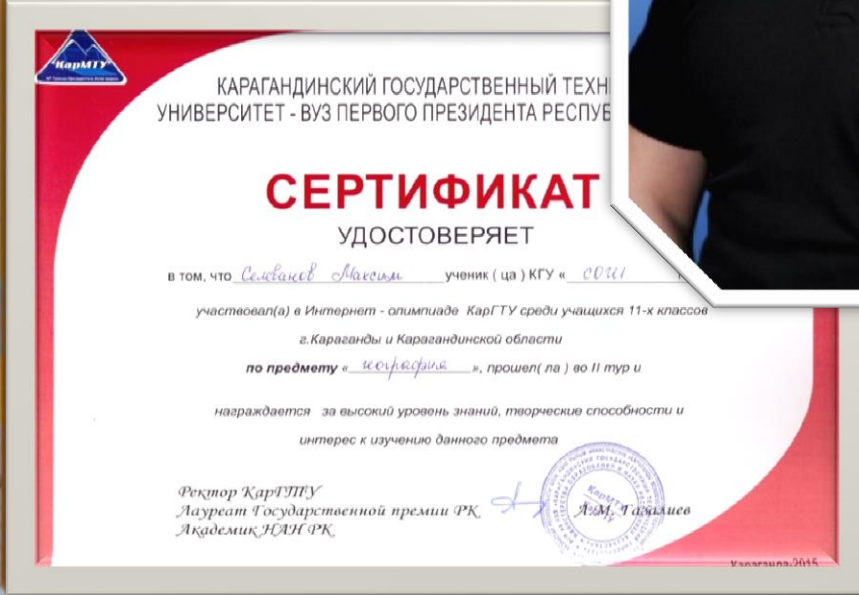 "КарМТУ"
КАРАГАНДИНСКИЙ ГОСУДАРСТВЕННЫЙ ТЕХН
УНИВЕРСИТЕТ - ВУЗ ПЕРВОГО ПРЕЗИДЕНТА РЕСПУБ
СЕРТИФИКАТ
УДОСТОВЕРЯЕТ
в том, что Селиванов Максим ученик ( ца ) КГУ « СОШ
участвовал(а) в Интернет - олимпиаде КарГТУ среди учащихся 11-х классов
г.Караганды и Карагандинской области
по предмету « география », прошел( ла ) во II тур и
награждается за высокий уровень знаний, творческие способности и
интерес к изучению данного предмета
Ректор КарГТУ
Лауреат Государственной премии РК А.М. Газалиев
Академик НАН РК
Караганда-2015